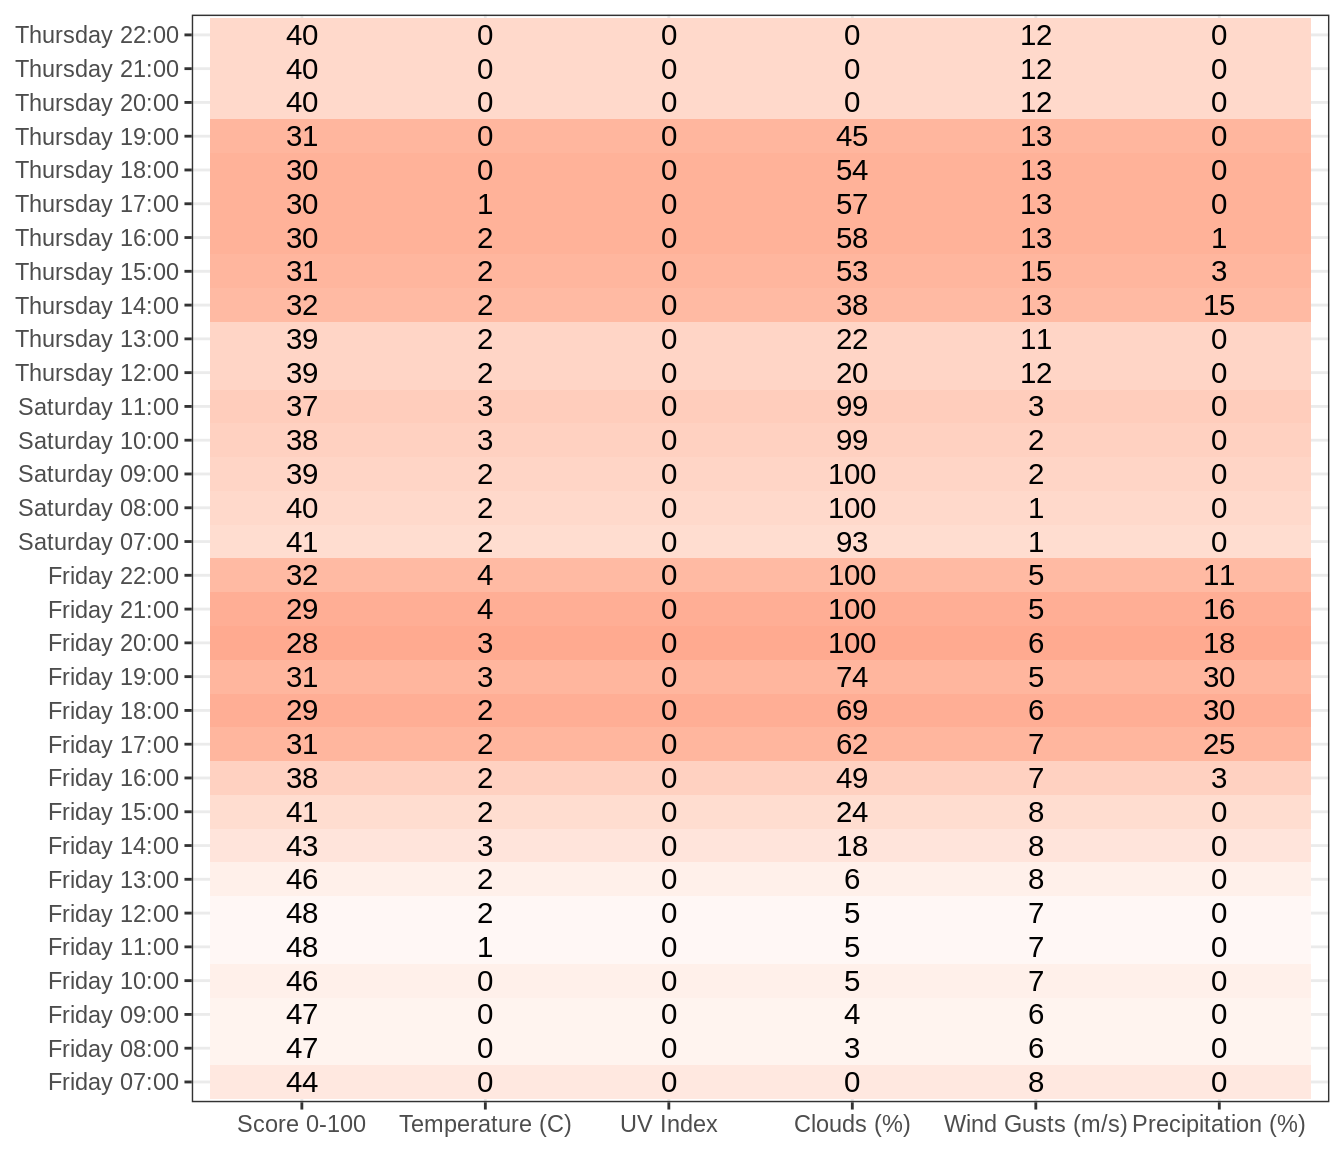 Thursday 22:00 40 0 0 0 12 0
Thursday 21:00 40 0 0 0 12 0
Thursday 20:00 40 0 0 0 12 0
Thursday 19:00 31 0 0 45 13 0
Thursday 18:00 30 0 0 54 13 0
Thursday 17:00 30 1 0 57 13 0
Thursday 16:00 30 2 0 58 13 1
Thursday 15:00 31 2 0 53 15 3
Thursday 14:00 32 2 0 38 13 15
Thursday 13:00 39 2 0 22 11 0
Thursday 12:00 39 2 0 20 12 0
Saturday 11:00 37 3 0 99 3 0
Saturday 10:00 38 3 0 99 2 0
Saturday 09:00 39 2 0 100 2 0
Saturday 08:00 40 2 0 100 1 0
Saturday 07:00 41 2 0 93 1 0
Friday 22:00 32 4 0 100 5 11
Friday 21:00 29 4 0 100 5 16
Friday 20:00 28 3 0 100 6 18
Friday 19:00 31 3 0 74 5 30
Friday 18:00 29 2 0 69 6 30
Friday 17:00 31 2 0 62 7 25
Friday 16:00 38 2 0 49 7 3
Friday 15:00 41 2 0 24 8 0
Friday 14:00 43 3 0 18 8 0
Friday 13:00 46 2 0 6 8 0
Friday 12:00 48 2 0 5 7 0
Friday 11:00 48 1 0 5 7 0
Friday 10:00 46 0 0 5 7 0
Friday 09:00 47 0 0 4 6 0
Friday 08:00 47 0 0 3 6 0
Friday 07:00 44 0 0 0 8 0
Score 0-100 Temperature (C) UV Index Clouds (%) Wind Gusts (m/s) Precipitation (%)